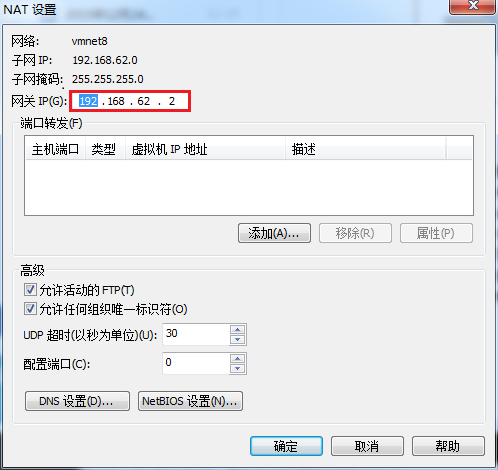 NAT 设置
网络: vmnet8
子网 IP: 192.168.62.0
子网掩码: 255.255.255.0
网关 IP(G): 192 . 168 . 62 . 2
端口转发(F)
主机端口 类型 虚拟机 IP 地址 描述
添加(A)... 移除(R) 属性(P)
高级
允许活动的 FTP(T)
允许任何组织唯一标识符(O)
UDP 超时(以秒为单位)(U): 30
配置端口(C): 0
DNS 设置(D)... NetBIOS 设置(N)...
确定 取消 帮助